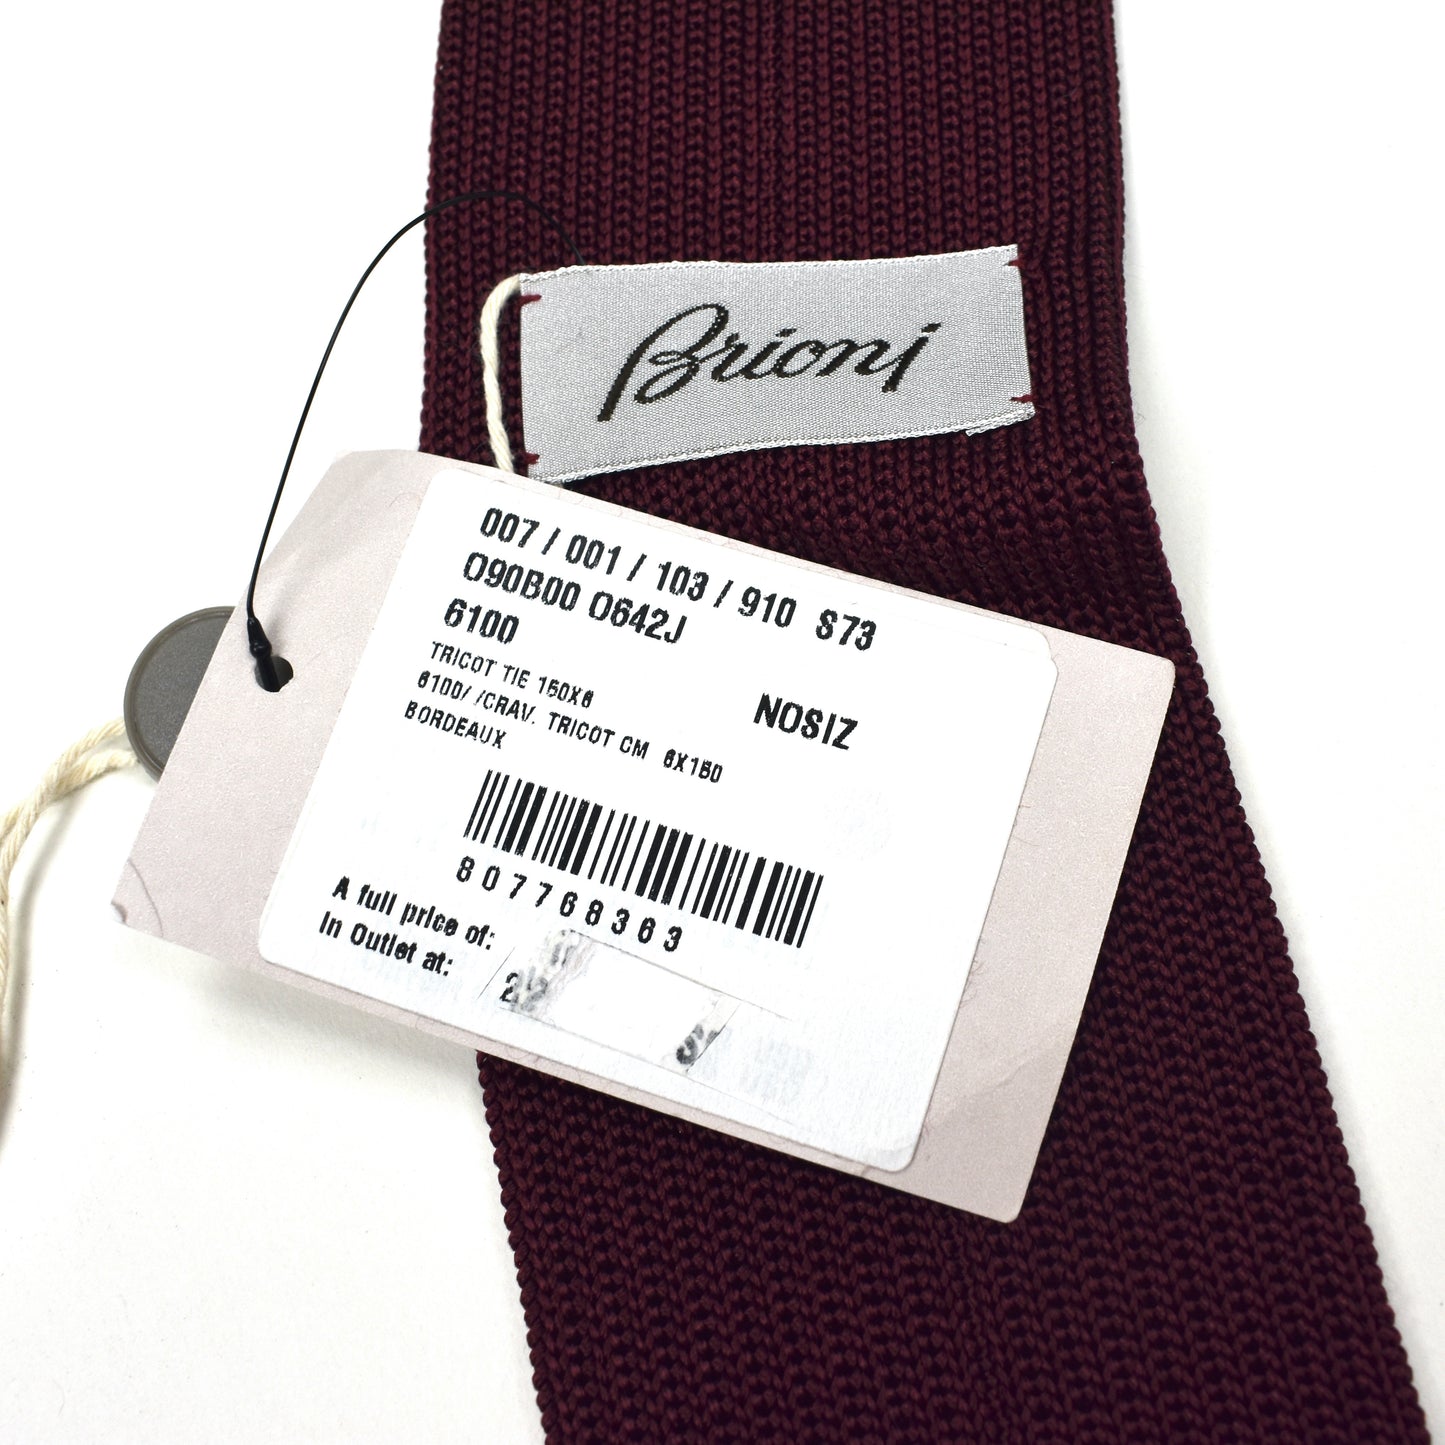 Brioni
007 / 001 / 103 / 910 S73
O90B00 O642J
6100
TRICOT TIE 150X6
NOSIZ
6100/ /CRAV. TRICOT CM 6X150
BORDEAUX
807768363
A full price of:
In Outlet at: